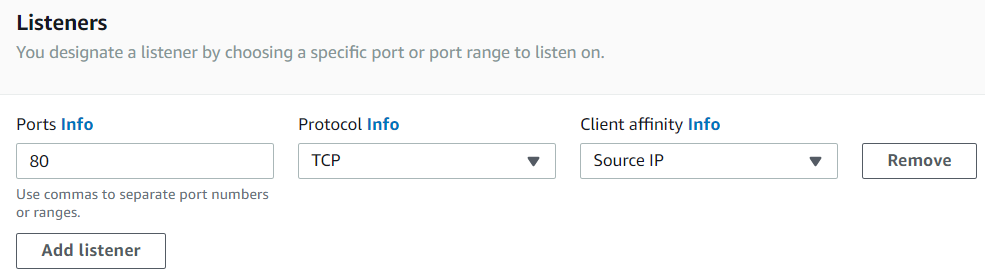 Listeners
You designate a listener by choosing a specific port or port range to listen on.
Ports Info
Protocol Info
Client affinity Info
80
TCP
Source IP
Remove
Use commas to separate port numbers
or ranges.
Add listener